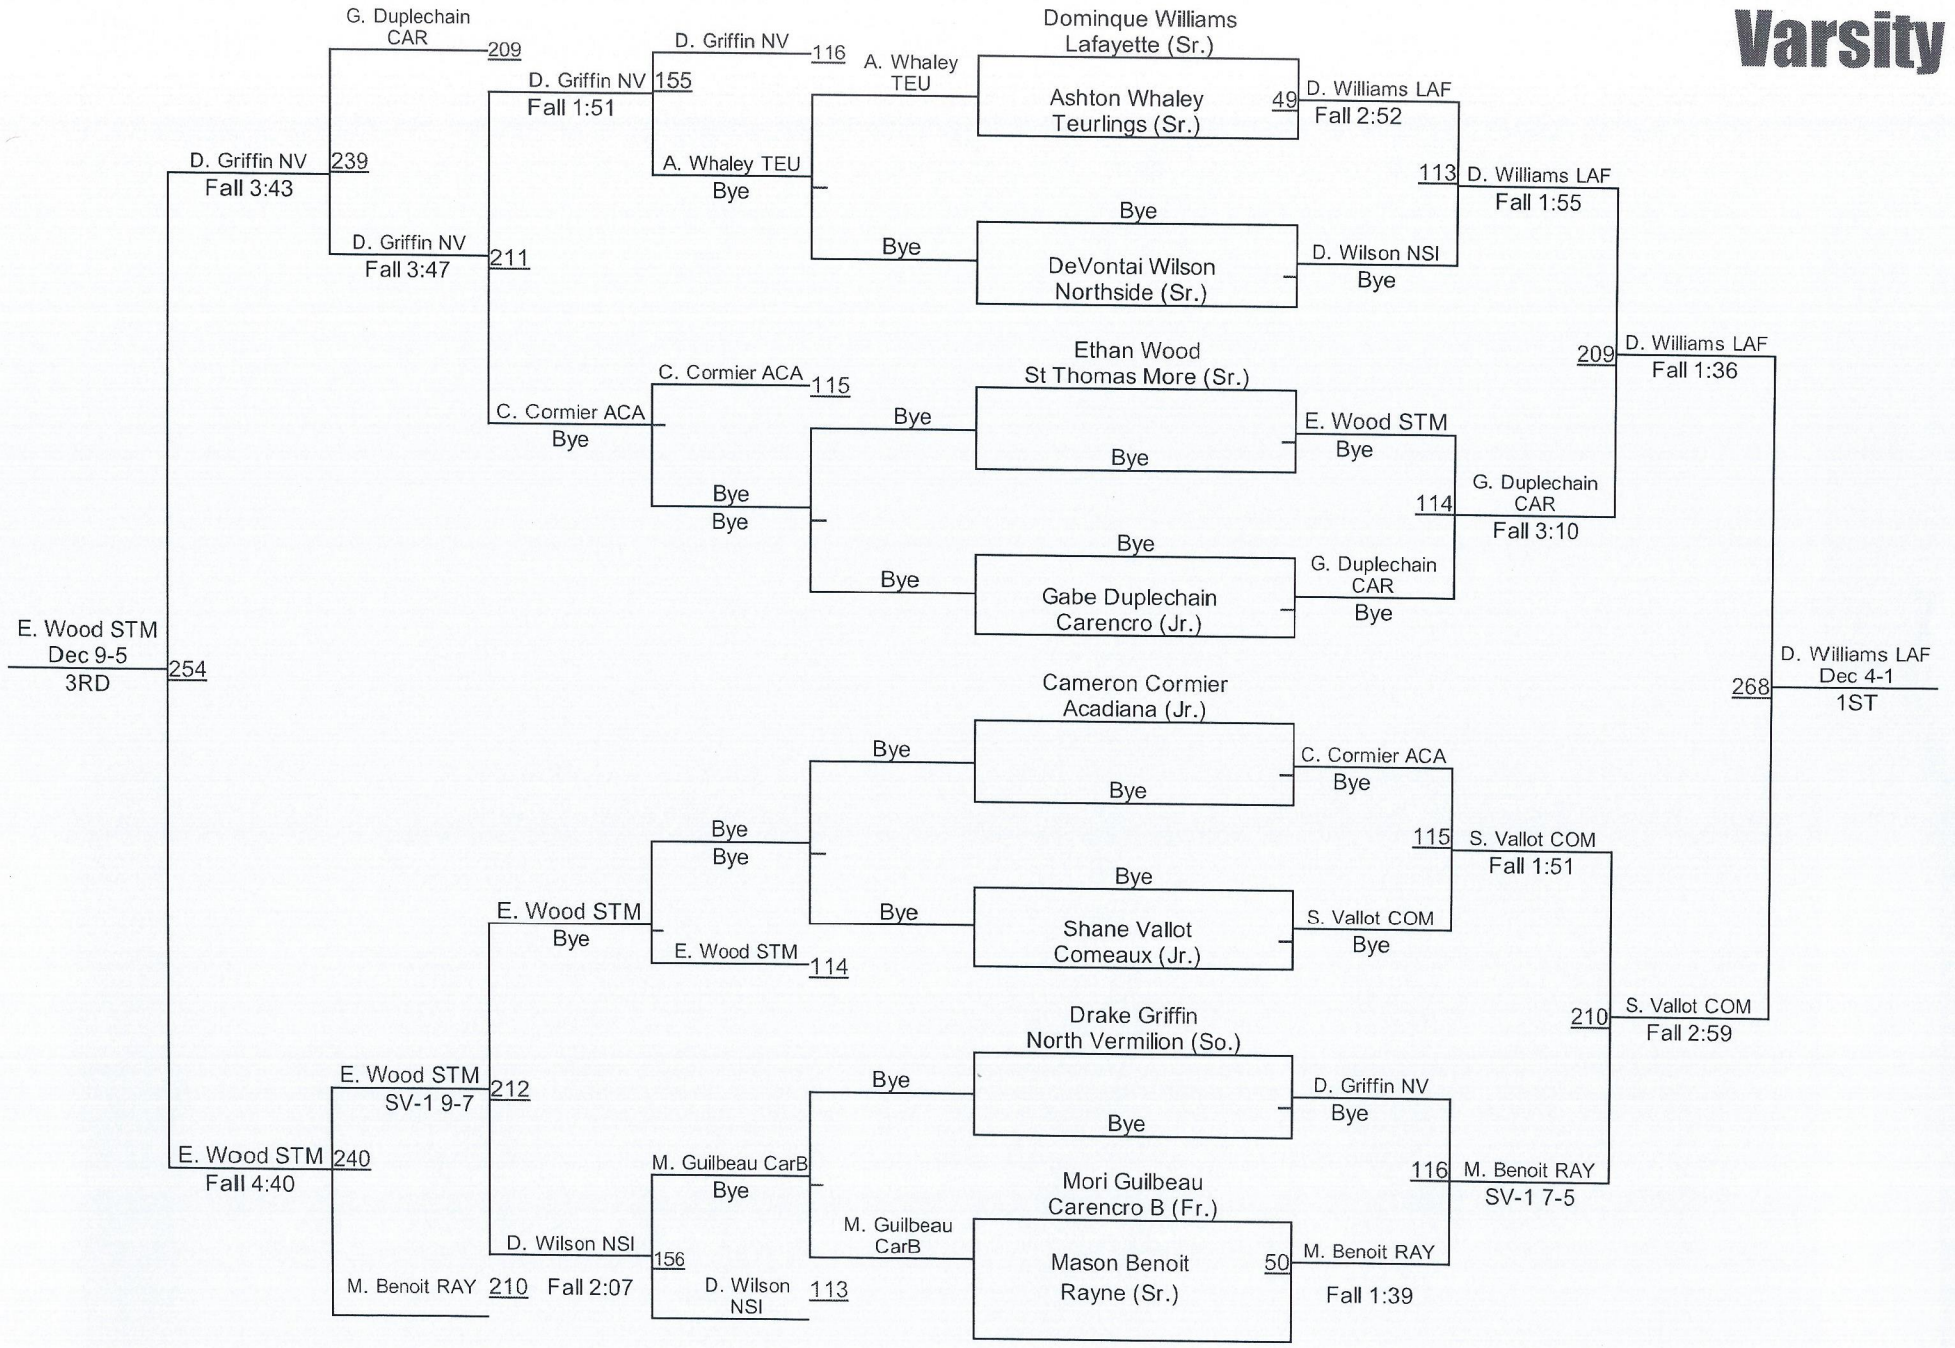 Varsity
G. Duplechain
CAR
209
D. Griffin NV
Fall 1:51
155
D. Griffin NV
116
A. Whaley TEU
Bye
A. Whaley
TEU
D. Griffin NV
Fall 3:43
239
D. Griffin NV
Fall 3:47
211
Bye
C. Cormier ACA
Bye
C. Cormier ACA
115
Bye
Bye
Bye
Bye
E. Wood STM
Dec 9-5
3RD
254
Bye
Bye
Bye
Bye
E. Wood STM
Bye
E. Wood STM
114
E. Wood STM
SV-1 9-7
212
E. Wood STM
Fall 4:40
240
Bye
M. Guilbeau CarB
Bye
M. Guilbeau
CarB
D. Wilson NSI
156
Fall 2:07
M. Benoit RAY
210
D. Wilson
NSI
113
Dominque Williams
Lafayette (Sr.)
Ashton Whaley
Teurlings (Sr.)
49
D. Williams LAF
Fall 2:52
Bye
DeVontai Wilson
Northside (Sr.)
D. Wilson NSI
Bye
113
D. Williams LAF
Fall 1:55
Ethan Wood
St Thomas More (Sr.)
Bye
E. Wood STM
Bye
Bye
Gabe Duplechain
Carencro (Jr.)
G. Duplechain
CAR
Bye
114
G. Duplechain
CAR
Fall 3:10
209
D. Williams LAF
Fall 1:36
Cameron Cormier
Acadiana (Jr.)
Bye
C. Cormier ACA
Bye
Bye
Shane Vallot
Comeaux (Jr.)
S. Vallot COM
Bye
115
S. Vallot COM
Fall 1:51
Drake Griffin
North Vermilion (So.)
Bye
D. Griffin NV
Bye
Mori Guilbeau
Carencro B (Fr.)
Mason Benoit
Rayne (Sr.)
50
M. Benoit RAY
Fall 1:39
116
M. Benoit RAY
SV-1 7-5
210
S. Vallot COM
Fall 2:59
268
D. Williams LAF
Dec 4-1
1ST